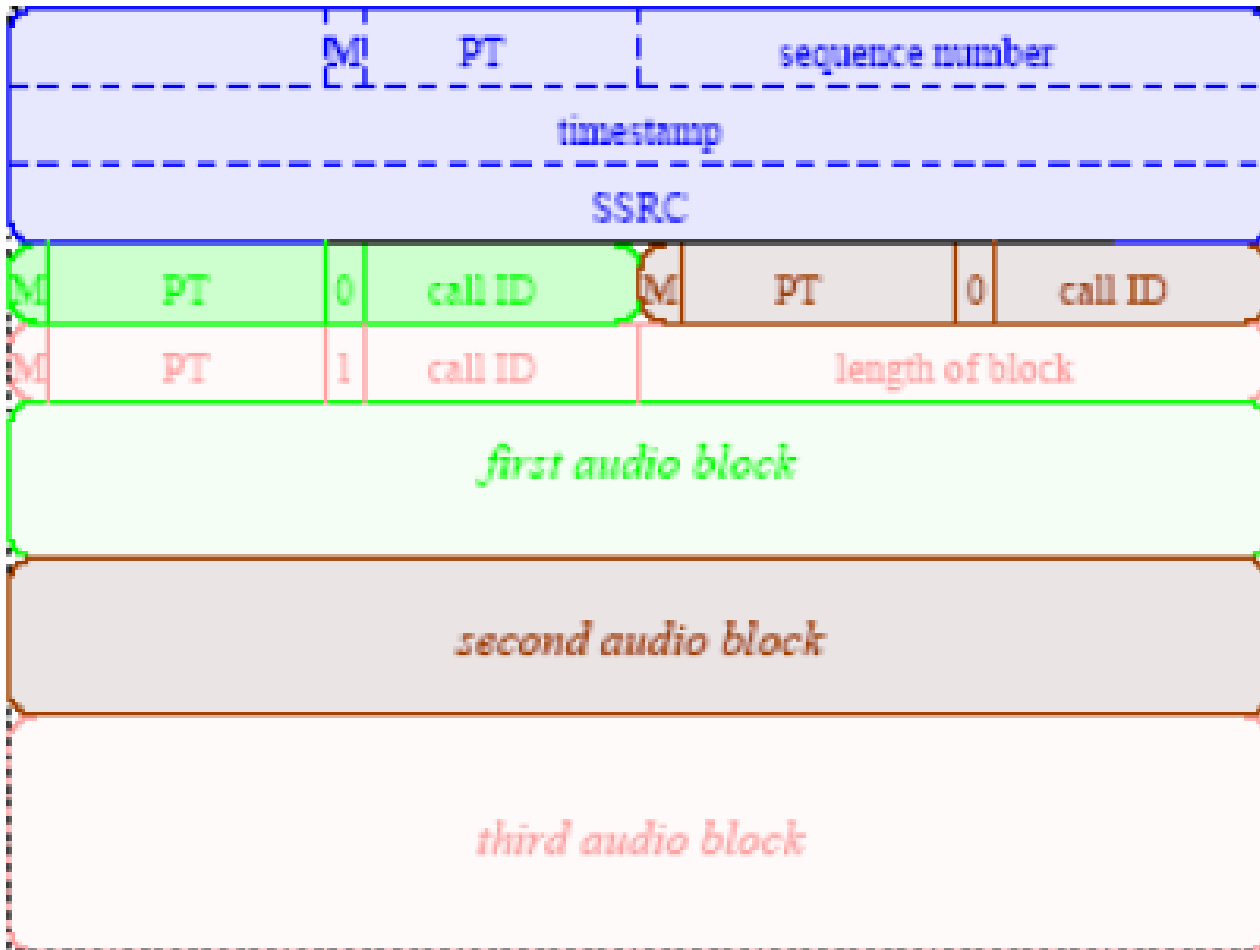 M PT sequence number
timestamp
SSRC
M PT 0 call ID M PT 0 call ID
M PT 1 call ID length of block
first audio block
second audio block
third audio block